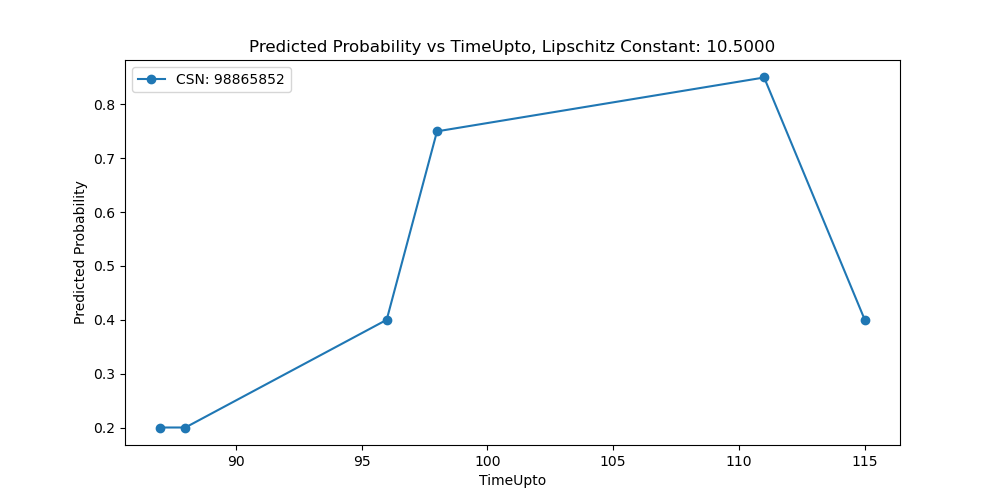 Predicted Probability vs TimeUpto, Lipschitz Constant: 10.5000
CSN: 98865852
Predicted Probability
0.8
0.7
0.6
0.5
0.4
0.3
0.2
90 95 100 105 110 115
TimeUpto